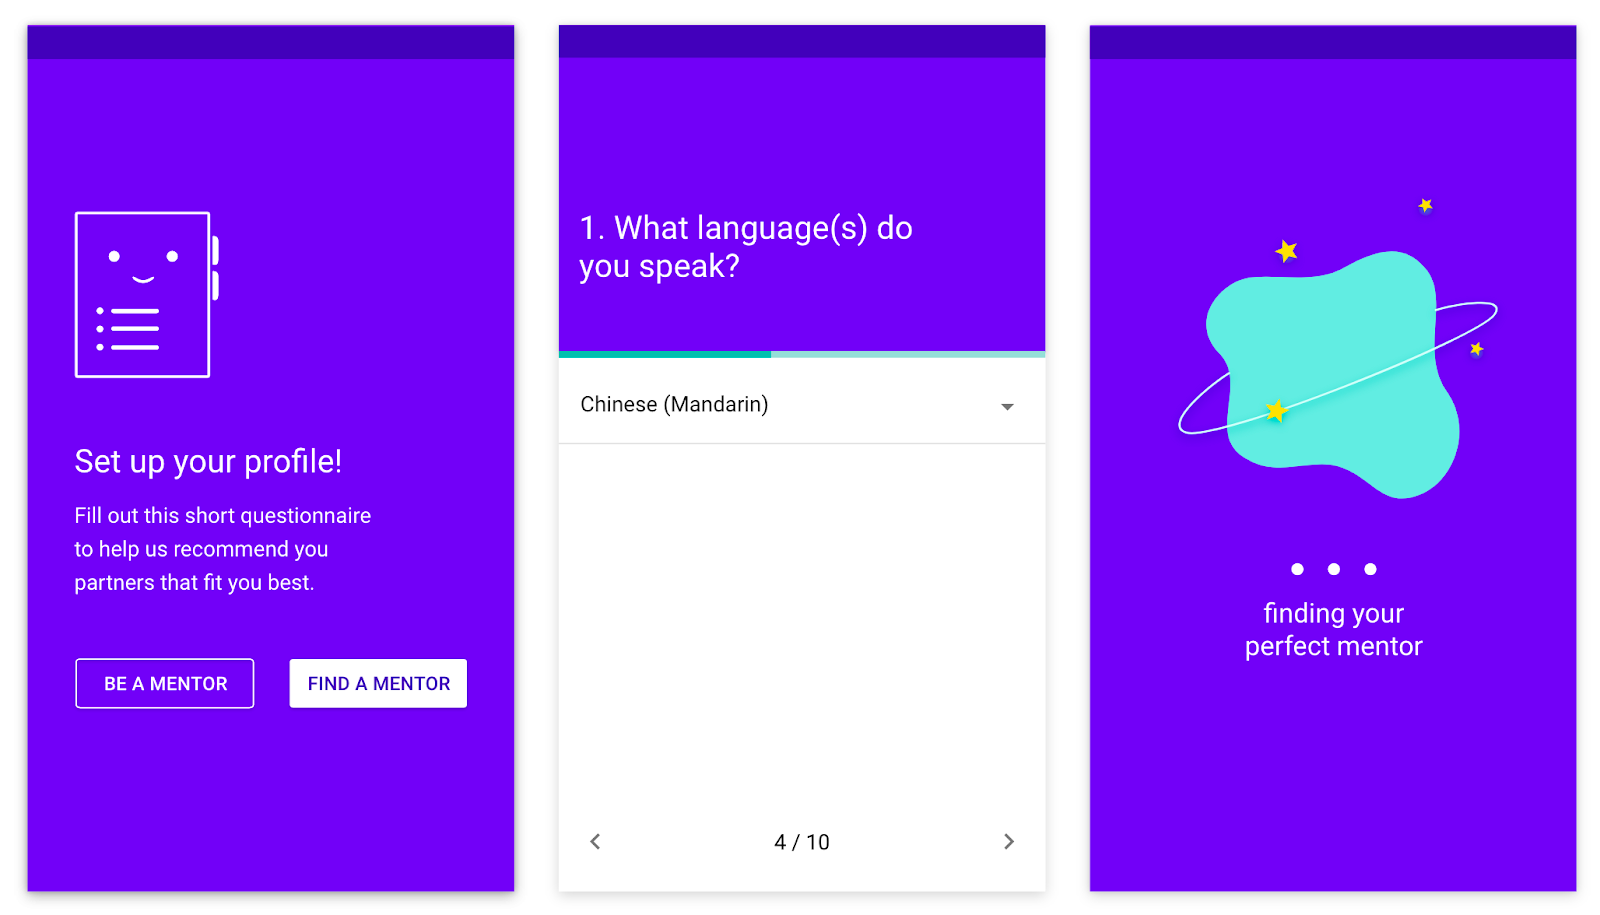 Set up your profile!
Fill out this short questionnaire
to help us recommend you
partners that fit you best.
BE A MENTOR
FIND A MENTOR
1. What language(s) do
you speak?
Chinese (Mandarin)
4 / 10
finding your
perfect mentor